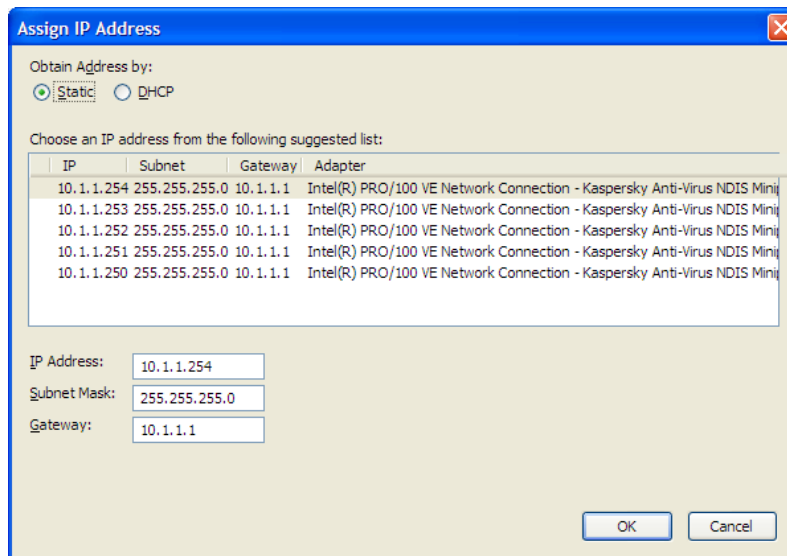 Assign IP Address
Obtain Address by:
Static DHCP
Choose an IP address from the following suggested list:
IP Subnet Gateway Adapter
10.1.1.254 255.255.255.0 10.1.1.1 Intel(R) PRO/100 VE Network Connection - Kaspersky Anti-Virus NDIS Minip
10.1.1.253 255.255.255.0 10.1.1.1 Intel(R) PRO/100 VE Network Connection - Kaspersky Anti-Virus NDIS Minip
10.1.1.252 255.255.255.0 10.1.1.1 Intel(R) PRO/100 VE Network Connection - Kaspersky Anti-Virus NDIS Minip
10.1.1.251 255.255.255.0 10.1.1.1 Intel(R) PRO/100 VE Network Connection - Kaspersky Anti-Virus NDIS Minip
10.1.1.250 255.255.255.0 10.1.1.1 Intel(R) PRO/100 VE Network Connection - Kaspersky Anti-Virus NDIS Minip
IP Address: 10.1.1.254
Subnet Mask: 255.255.255.0
Gateway: 10.1.1.1
OK Cancel